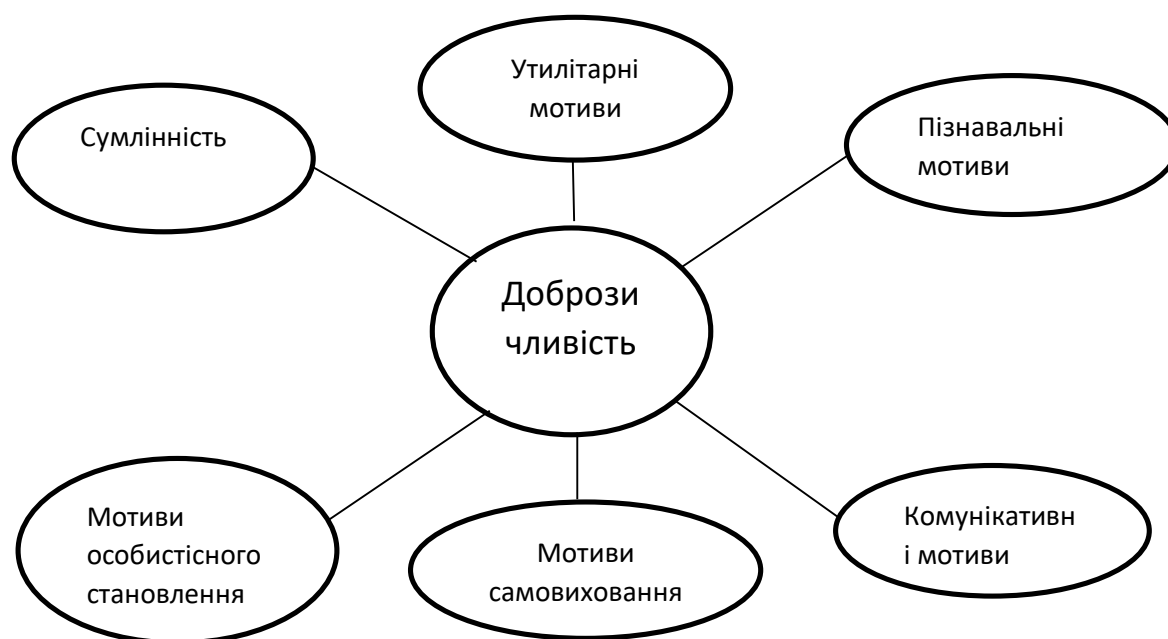 Утилітарні
мотиви
Сумлінність
Пізнавальні
мотиви
Добрози
чливість
Мотиви
особистісного
становлення
Мотиви
самовиховання
Комунікативн
і мотиви